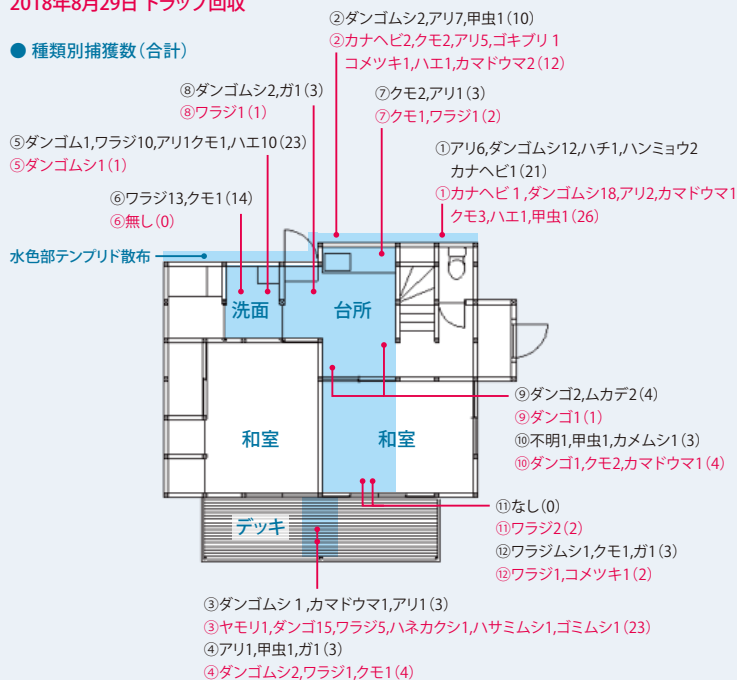 2018年8月29日 トラップ回収
● 種類別捕獲数（合計）
②ダンゴムシ2,アリ7,甲虫1（10）
②カナヘビ2,クモ2,アリ5,ゴキブリ 1
コメツキ1,ハエ1,カマドウマ2（12）
⑧ダンゴムシ2,ガ1（3）
⑧ワラジ1（1）
⑦クモ2,アリ1（3）
⑦クモ1,ワラジ1（2）
⑤ダンゴム1,ワラジ10,アリ1クモ1,ハエ10（23）
⑤ダンゴムシ1（1）
①アリ6,ダンゴムシ12,ハチ1,ハンミョウ2
カナヘビ1（21）
①カナヘビ 1 ,ダンゴムシ18,アリ2,カマドウマ1
クモ3,ハエ1,甲虫1（26）
⑥ワラジ13,クモ1（14）
⑥無し（0）
水色部テンプリド散布
洗面
台所
和室
和室
デッキ
⑨ダンゴ2,ムカデ2（4）
⑨ダンゴ1（1）
⑩不明1,甲虫1,カメムシ1（3）
⑩ダンゴ1,クモ2,カマドウマ1（4）
⑪なし（0）
⑪ワラジ2（2）
⑫ワラジムシ1,クモ1,ガ1（3）
⑫ワラジ1,コメツキ1（2）
③ダンゴムシ 1 ,カマドウマ1,アリ1（3）
③ヤモリ1,ダンゴ15,ワラジ5,ハネカクシ1,ハサミムシ1,ゴミムシ1（23）
④アリ1,甲虫1,ガ1（3）
④ダンゴムシ2,ワラジ1,クモ1（4）